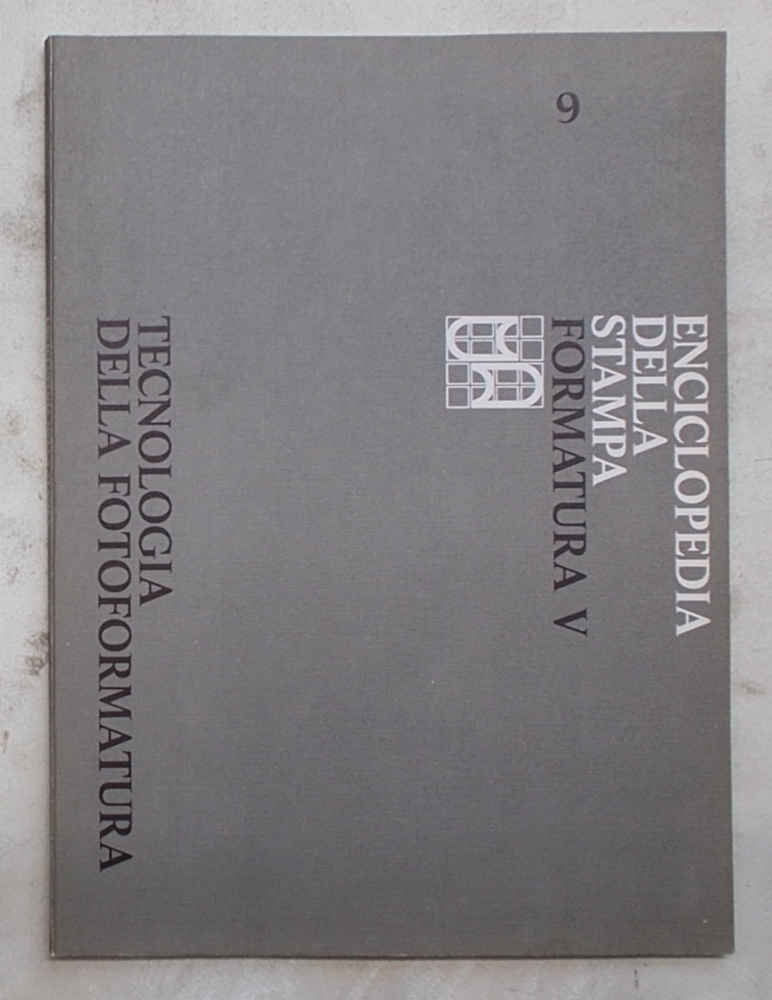 ENCICLOPEDIA
DELLA
STAMPA
9
FORMATURA V
TECNOLOGIA
DELLA FOTOFORMATURA